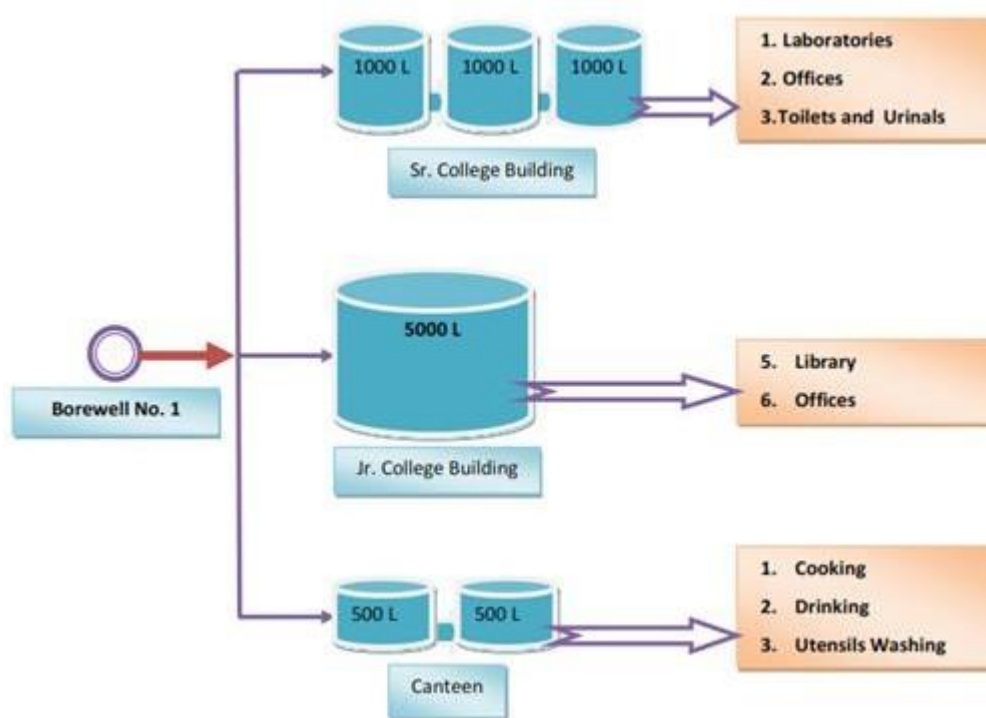 1000 L 1000 L 1000 L
1. Laboratories
2. Offices
3.Toilets and Urinals
Sr. College Building
5000 L
5. Library
6. Offices
Borewell No. 1
Jr. College Building
500 L 500 L
1. Cooking
2. Drinking
3. Utensils Washing
Canteen